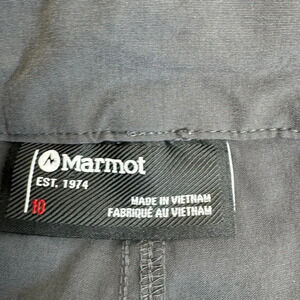 Marmot
EST. 1974
10
MADE IN VIETNAM
FABRIQUÉ AU VIETNAM